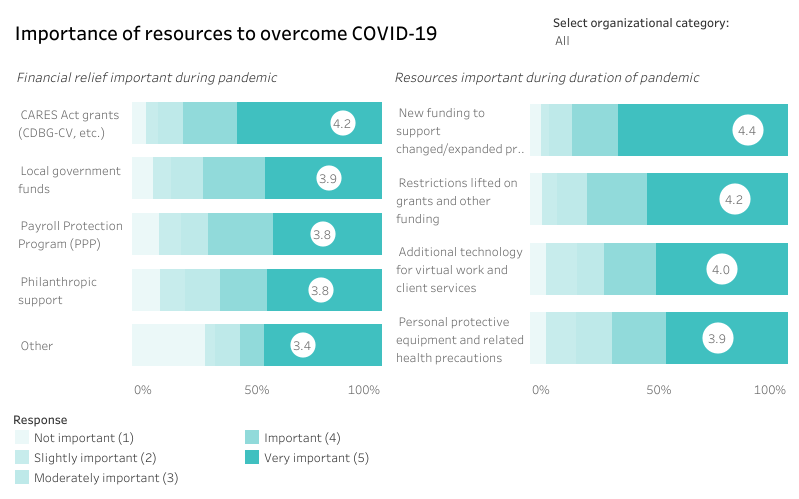 Importance of resources to overcome COVID-19
Select organizational category:
All
Financial relief important during pandemic
CARES Act grants
(CDBG-CV, etc.)
4.2
Local government
funds
3.9
Payroll Protection
Program (PPP)
3.8
Philanthropic
support
3.8
Other
3.4
0%
50%
100%
Resources important during duration of pandemic
New funding to
support
changed/expanded pr..
4.4
Restrictions lifted on
grants and other
funding
4.2
Additional technology
for virtual work and
client services
4.0
Personal protective
equipment and related
health precautions
3.9
0%
50%
100%
Response
Not important (1)
Slightly important (2)
Moderately important (3)
Important (4)
Very important (5)